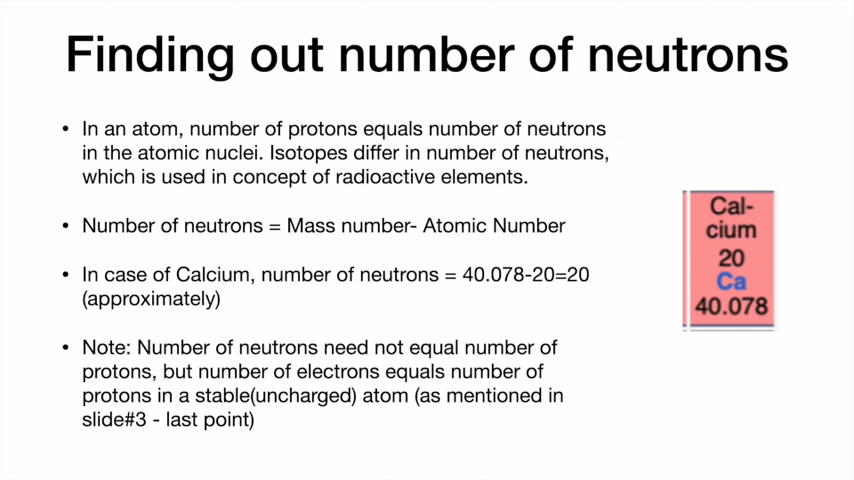 Finding out number of neutrons
• In an atom, number of protons equals number of neutrons
in the atomic nuclei. Isotopes differ in number of neutrons,
which is used in concept of radioactive elements.
• Number of neutrons = Mass number- Atomic Number
• In case of Calcium, number of neutrons = 40.078-20=20
(approximately)
• Note: Number of neutrons need not equal number of
protons, but number of electrons equals number of
protons in a stable(uncharged) atom (as mentioned in
slide#3 - last point)
Cal-
cium
20
Ca
40.078